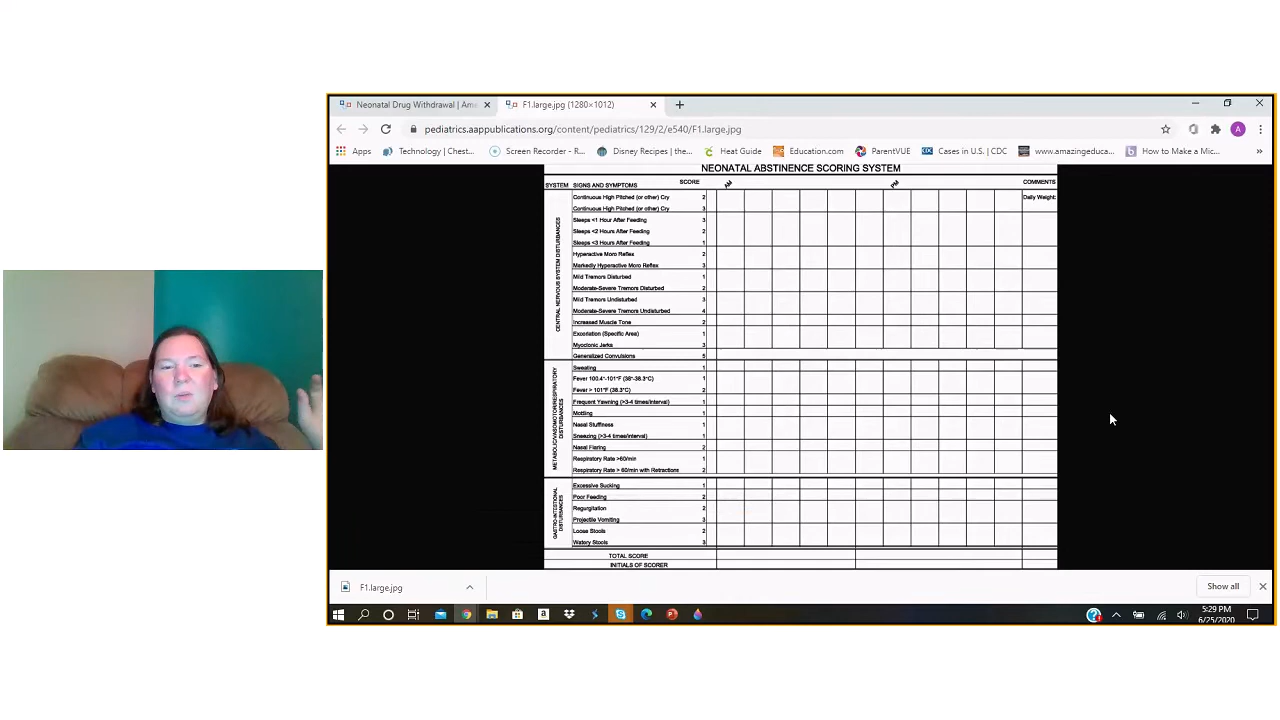 Neonatal Drug Withdrawal | Ame
F1.large.jpg (1280×1012)
pediatrics.aappublications.org/content/pediatrics/129/2/e540/F1.large.jpg
A
Apps
Technology (Chest...
Screen Recorder - R...
Disney Recipes | the...
Heat Guide
Education.com
ParentVUE
Cases in U.S. | CDC
www.amazingeduca...
How to Make a Mic...
NEONATAL ABSTINENCE SCORING SYSTEM
SYSTEM SIGNS AND SYMPTOMS SCORE AM PM COMMENTS
CENTRAL NERVOUS SYSTEM DISTURBANCES
Continuous High Pitched (or other) Cry 2
Daily Weight:
Continuous High Pitched (or other) Cry 3
Sleeps <1 Hour After Feeding 3
Sleeps <2 Hours After Feeding 2
Sleeps <3 Hours After Feeding 1
Hyperactive Moro Reflex 2
Markedly Hyperactive Moro Reflex 3
Mild Tremors Disturbed 1
Moderate-Severe Tremors Disturbed 2
Mild Tremors Undisturbed 3
Moderate-Severe Tremors Undisturbed 4
Increased Muscle Tone 2
Excoriation (Specific Area) 1
Myoclonic Jerks 3
Generalized Convulsions 5
METABOLIC/VASOMOTOR/RESPIRATORY
DISTURBANCES
Sweating 1
Fever 100.4°-101°F (38°-38.3°C) 1
Fever > 101°F (38.3°C) 2
Frequent Yawning (>3-4 times/interval) 1
Mottling 1
Nasal Stuffiness 1
Sneezing (>3-4 times/interval) 1
Nasal Flaring 2
Respiratory Rate >60/min 1
Respiratory Rate > 60/min with Retractions 2
GASTRO-INTESTIONAL
DISTURBANCES
Excessive Sucking 1
Poor Feeding 2
Regurgitation 2
Projectile Vomiting 3
Loose Stools 2
Watery Stools 3
TOTAL SCORE
INITIALS OF SCORER
F1.large.jpg
Show all
5:29 PM
6/25/2020